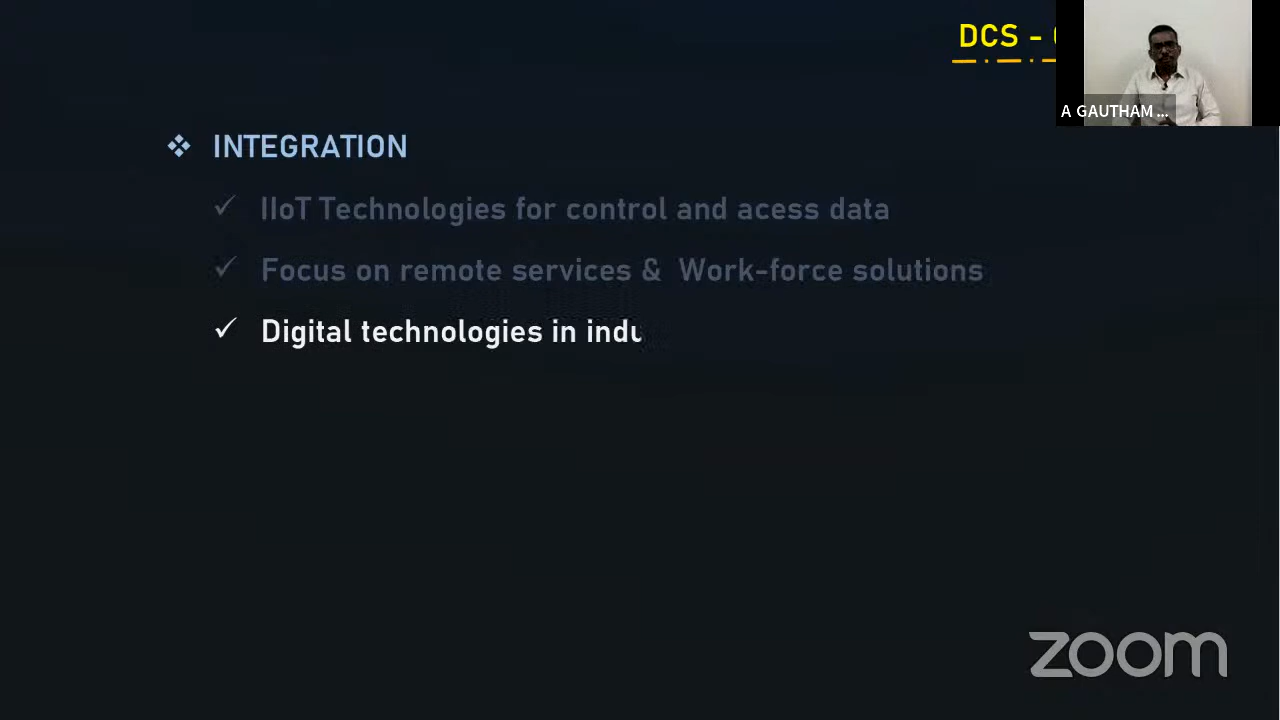 DCS -
A GAUTHAM ...
INTEGRATION
IIoT Technologies for control and acess data
Focus on remote services & Work-force solutions
Digital technologies in
zoom